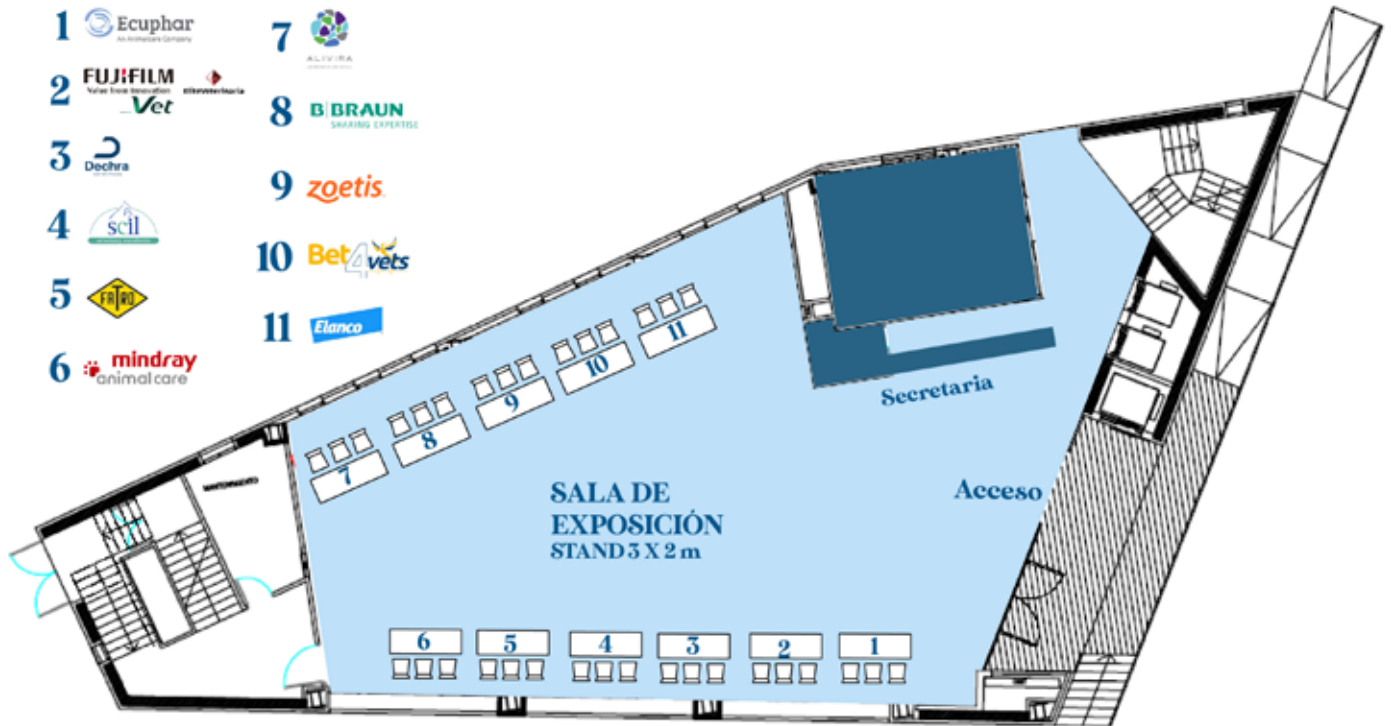 1 Ecuphar
An Animalcare Company
2 FUJIFILM
Value from Innovation
Vet
EliteVeterinaria
3 Dechra
4 scil
5 FATRO
6 mindray
animal care
7 ALIVIRA
8 B|BRAUN
SHARING EXPERTISE
9 zoetis
10 Bet4vets
11 Elanco
Secretaria
Acceso
SALA DE
EXPOSICIÓN
STAND 3 X 2 m
MANTENIMIENTO
7
8
9
10
11
6
5
4
3
2
1